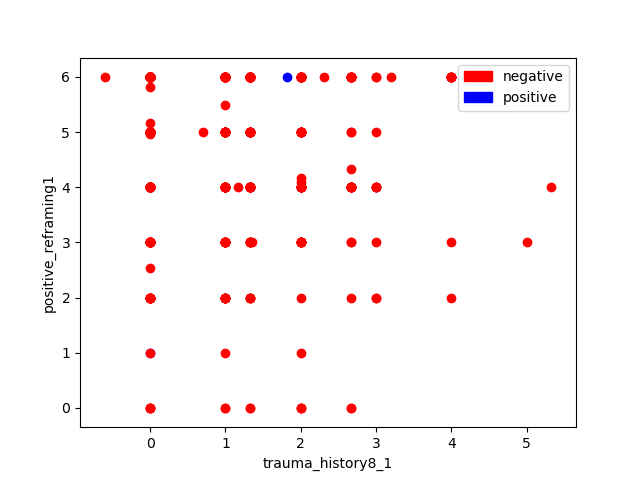 negative
positive
6
5
4
3
2
1
0
positive_reframing1
0 1 2 3 4 5
trauma_history8_1